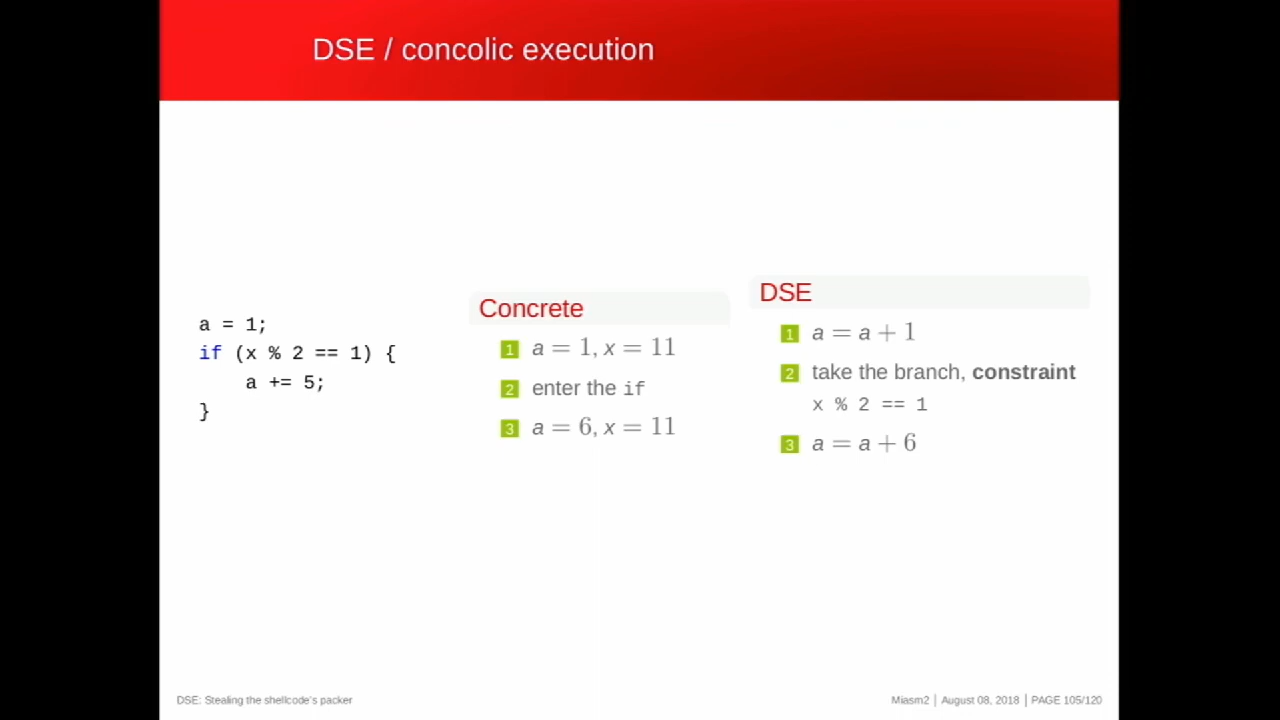 DSE / concolic execution
a = 1;
if (x % 2 == 1) {
    a += 5;
}
Concrete
1 a = 1, x = 11
2 enter the if
3 a = 6, x = 11
DSE
1 a = a + 1
2 take the branch, constraint
x % 2 == 1
3 a = a + 6
DSE: Stealing the shellcode's packer
Miasm2 | August 08, 2018 | PAGE 105/120